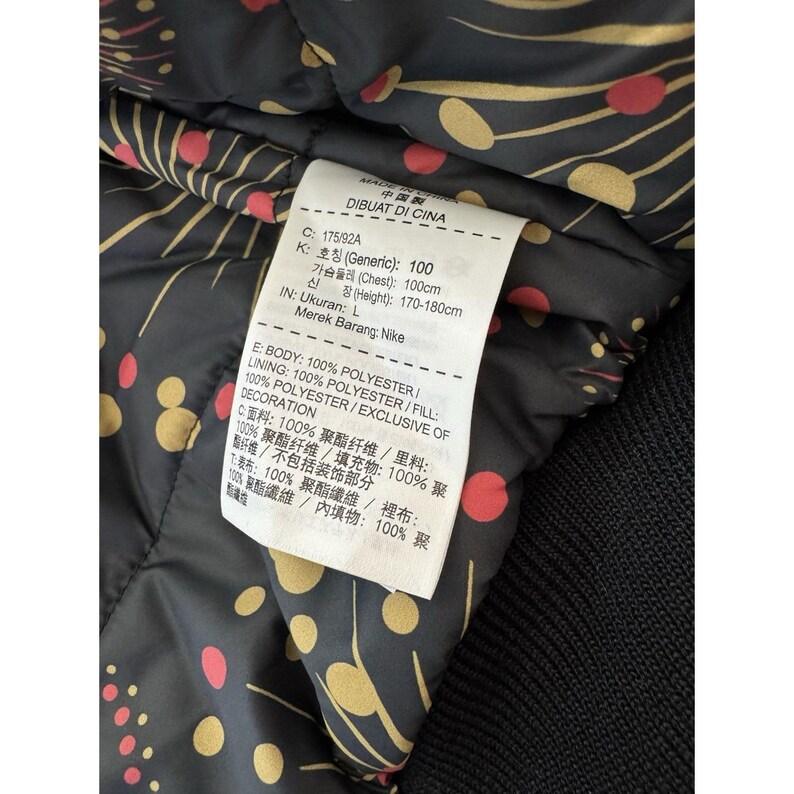 MADE IN CHINA
中国製
DIBUAT DI CINA
C: 175/92A
K: 호칭 (Generic): 100
가슴둘레 (Chest): 100cm
신 장 (Height): 170-180cm
IN: Ukuran: L
Merek Barang: Nike
E: BODY: 100% POLYESTER /
LINING: 100% POLYESTER / FILL:
100% POLYESTER / EXCLUSIVE OF
DECORATION
C: 面料: 100% 聚酯纤维 / 里料:
100% 聚酯纤维 / 填充物: 100% 聚
酯纤维 / 不包括装饰部分
T: 表布: 100% 聚酯纖維 / 裡布:
100% 聚酯纖維 / 內填物: 100% 聚
酯纖維